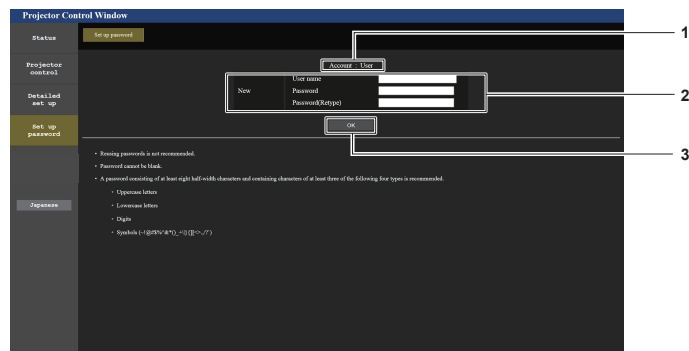 Projector Control Window
Status
Set up password
1
Projector control
Account : User
New
User name
Password
Password(Retype)
2
Detailed set up
OK
Set up password
3
• Reusing passwords is not recommended.
• Password cannot be blank.
• A password consisting of at least eight half-width characters and containing characters of at least three of the following four types is recommended.
• Uppercase letters
• Lowercase letters
• Digits
Japanese